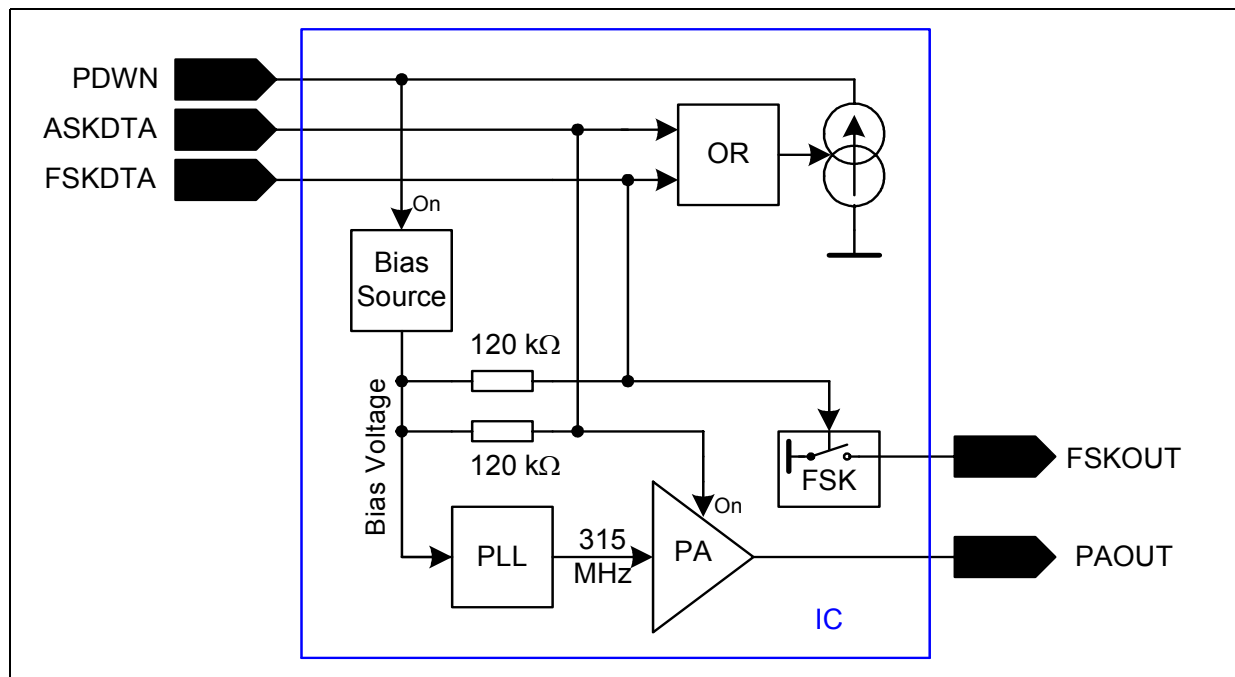 PDWN
ASKDTA
FSKDTA
OR
On
Bias
Source
120 kΩ
Bias Voltage
120 kΩ
FSK
FSKOUT
On
PLL
315
MHz
PA
PAOUT
IC